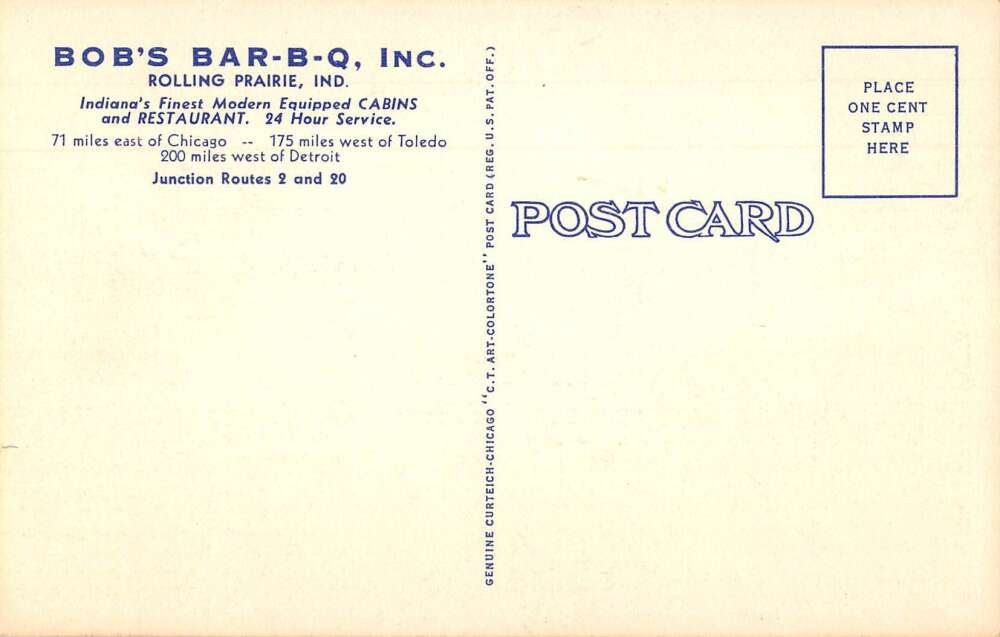 BOB'S BAR-B-Q, INC.
ROLLING PRAIRIE, IND.
Indiana's Finest Modern Equipped CABINS
and RESTAURANT. 24 Hour Service.
71 miles east of Chicago -- 175 miles west of Toledo
200 miles west of Detroit
Junction Routes 2 and 20
GENUINE CURTEICH-CHICAGO "C.T. ART-COLORTONE" POST CARD (REG. U.S. PAT. OFF.)
POST CARD
PLACE
ONE CENT
STAMP
HERE